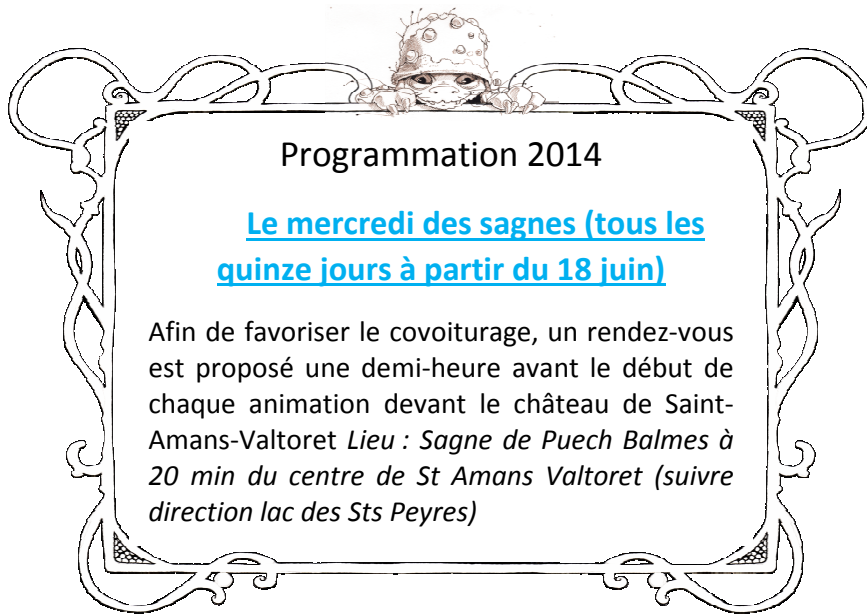 Programmation 2014
Le mercredi des sagnes (tous les
quinze jours à partir du 18 juin)
Afin de favoriser le covoiturage, un rendez-vous
est proposé une demi-heure avant le début de
chaque animation devant le château de Saint-
Amans-Valtoret Lieu : Sagne de Puech Balmes à
20 min du centre de St Amans Valtoret (suivre
direction lac des Sts Peyres)